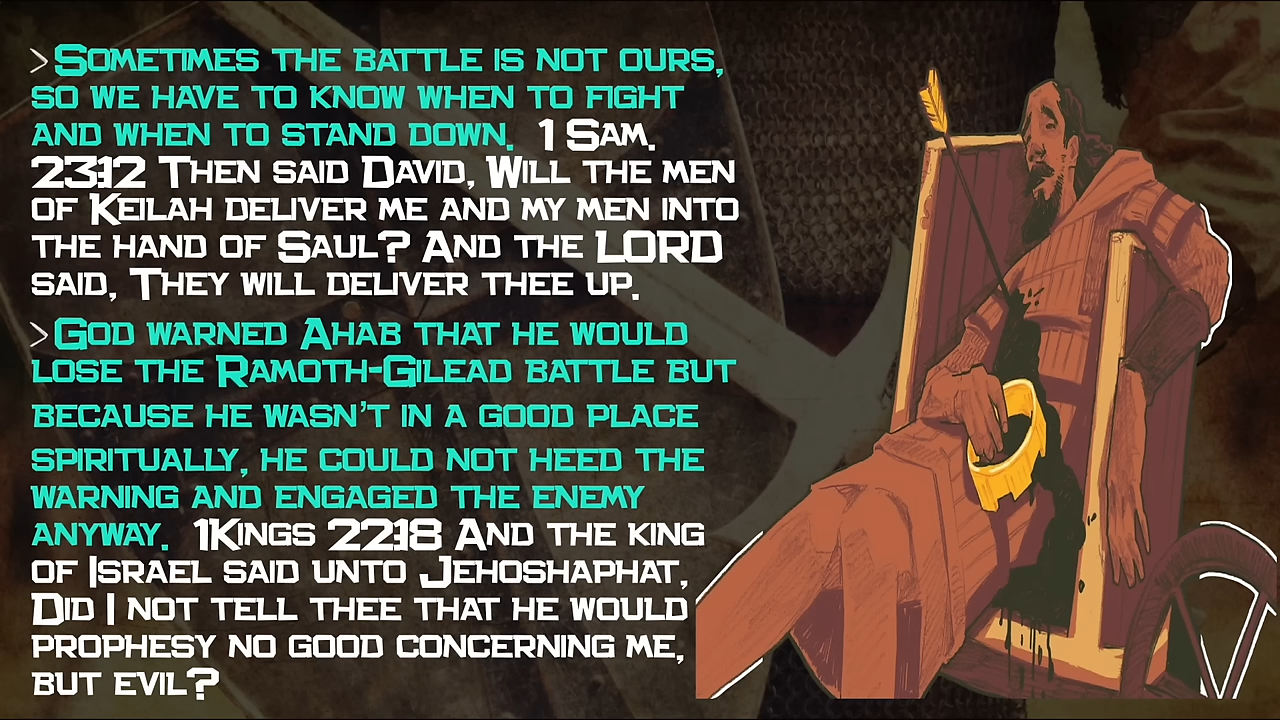 >Sometimes the battle is not ours,
so we have to know when to fight
and when to stand down. 1 Sam.
23:12 Then said David, Will the men
of Keilah deliver me and my men into
the hand of Saul? And the LORD
said, They will deliver thee up.
>God warned Ahab that he would
lose the Ramoth-Gilead battle but
because he wasn't in a good place
spiritually, he could not heed the
warning and engaged the enemy
anyway. 1Kings 22:18 And the king
of Israel said unto Jehoshaphat,
Did I not tell thee that he would
prophesy no good concerning me,
but evil?